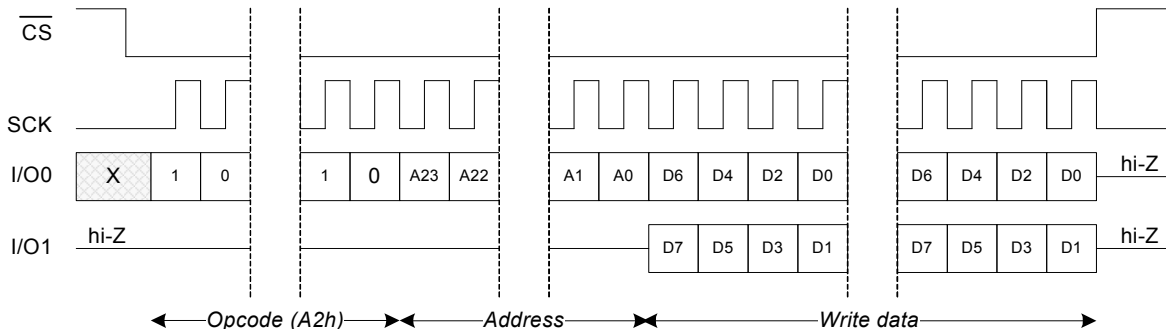 CS
SCK
I/O0 X 1 0 1 0 A23 A22 A1 A0 D6 D4 D2 D0 D6 D4 D2 D0 hi-Z
I/O1 hi-Z D7 D5 D3 D1 D7 D5 D3 D1 hi-Z
Opcode (A2h) Address Write data